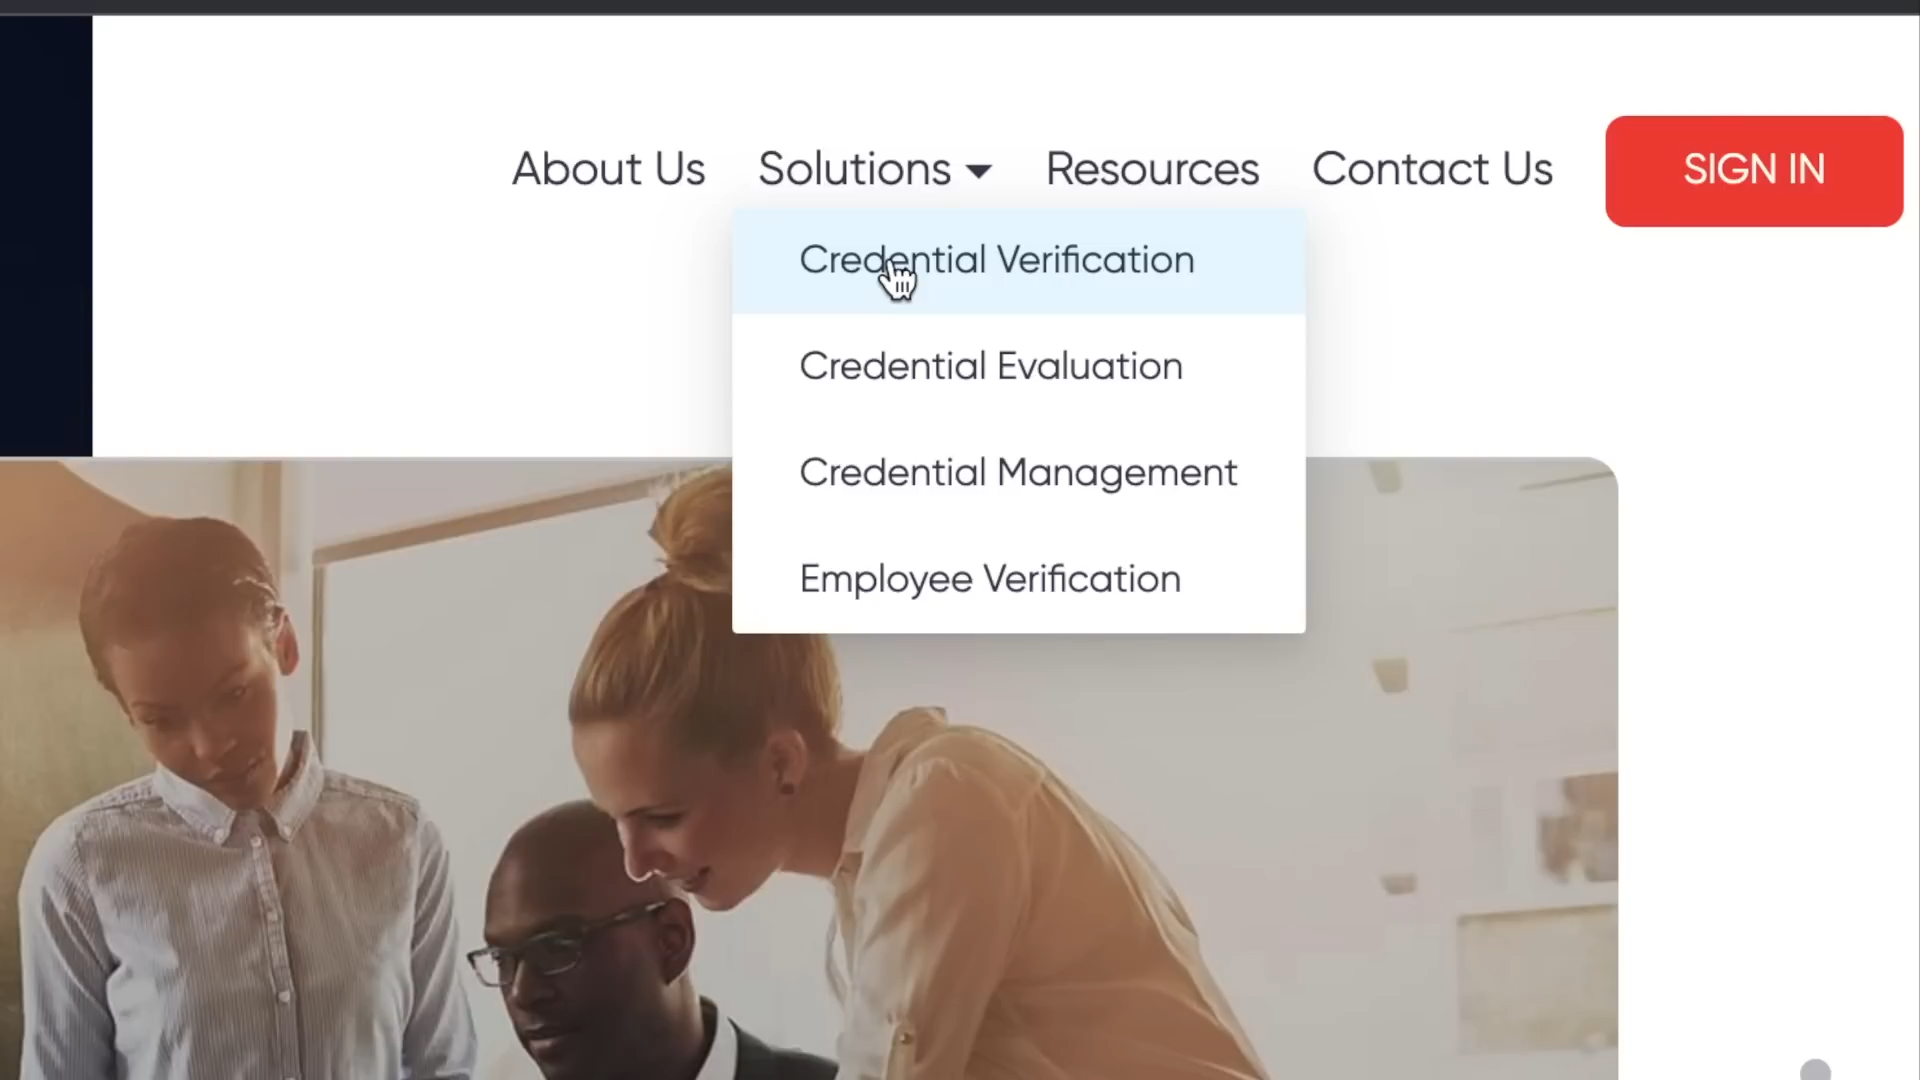 About Us Solutions Resources Contact Us SIGN IN
Credential Verification
Credential Evaluation
Credential Management
Employee Verification